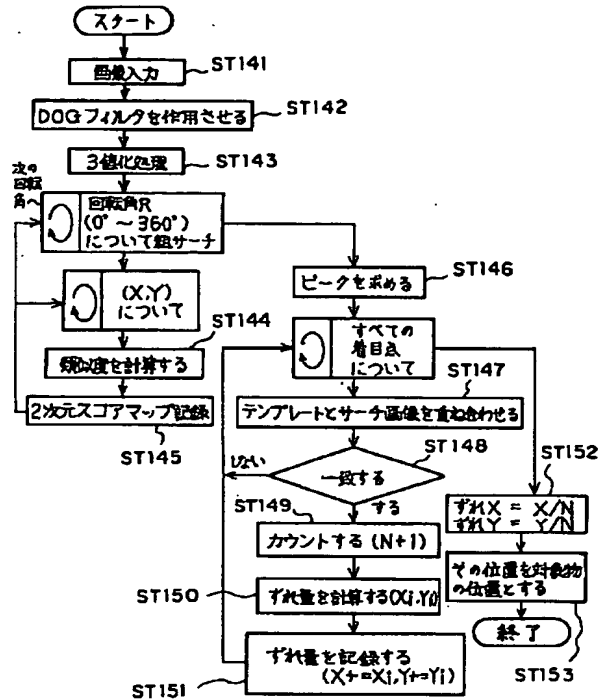 スタート
画像入力
ST141
DOGフィルタを作用させる
ST142
3値化処理
ST143
次の
回転
角へ
回転角R
(0°～360°)
について粗サーチ
(X,Y)
について
ST144
類似度を計算する
2次元スコアマップ記録
ST145
ピークを求める
ST146
すべての
着目点
について
ST147
テンプレートとサーチ画像を重ね合わせる
ST148
一致する
しない
する
ST149
カウントする (N+1)
ST150
ずれ量を計算する(Xi,Yi)
ずれ量を記録する
(X+=Xi,Y+=Yi)
ST151
ST152
ずれX = X/N
ずれY = Y/N
その位置を対象物
の位置とする
ST153
終了